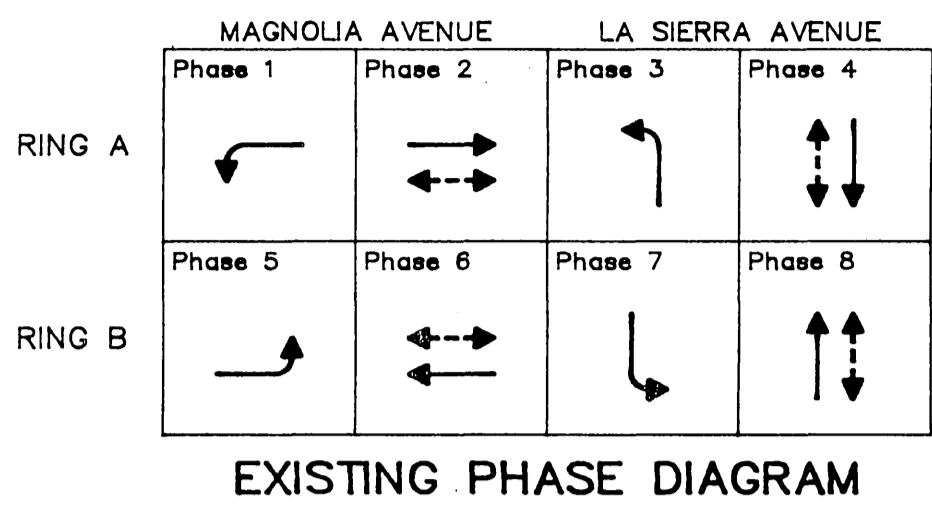 MAGNOLIA AVENUE LA SIERRA AVENUE
Phase 1 Phase 2 Phase 3 Phase 4
RING A
Phase 5 Phase 6 Phase 7 Phase 8
RING B
EXISTING PHASE DIAGRAM